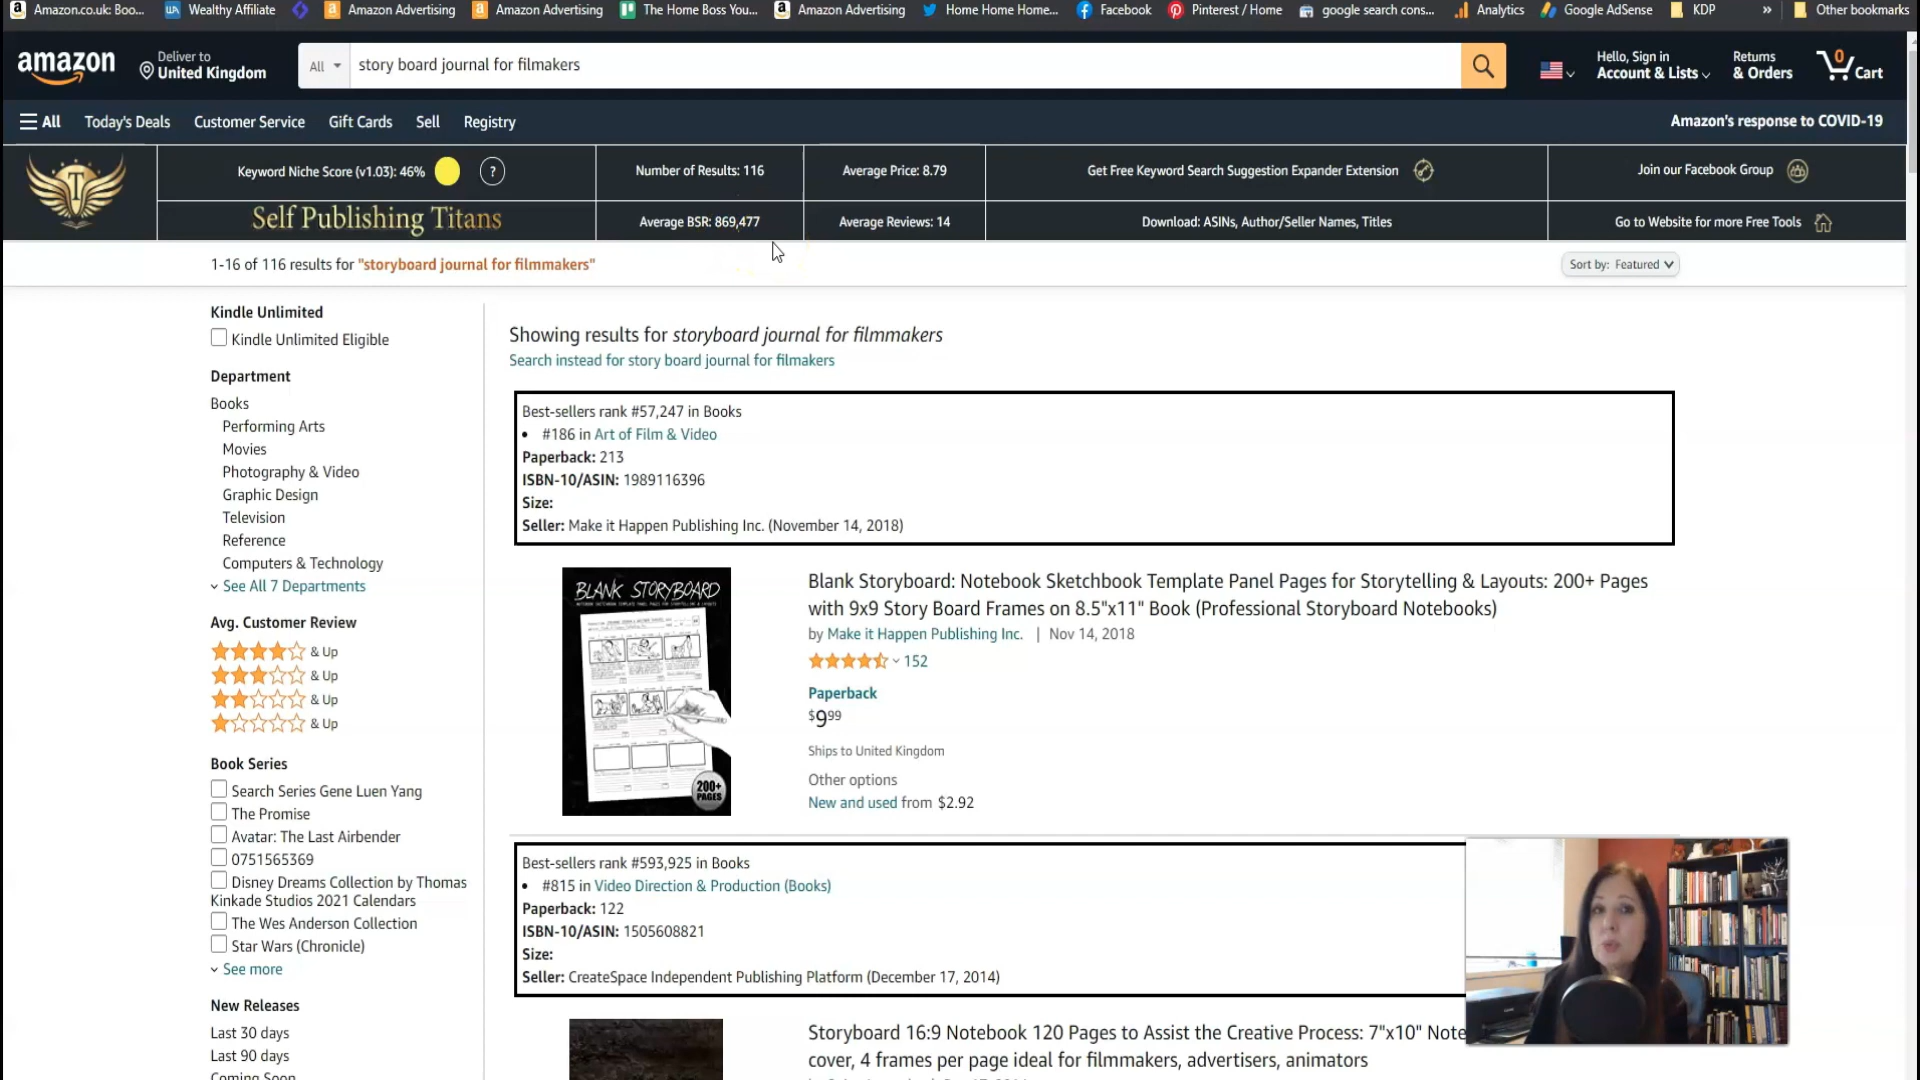 Amazon.co.uk: Boo...
Wealthy Affiliate
Amazon Advertising
Amazon Advertising
The Home Boss You...
Amazon Advertising
Home Home Home...
Facebook
Pinterest / Home
google search cons...
Analytics
Google AdSense
KDP
»
Other bookmarks
amazon
Deliver to
United Kingdom
All
story board journal for filmakers
Hello, Sign in
Account & Lists
Returns
& Orders
0
Cart
All
Today's Deals
Customer Service
Gift Cards
Sell
Registry
Amazon's response to COVID-19
T
Keyword Niche Score (v1.03): 46%
?
Number of Results: 116
Average Price: 8.79
Get Free Keyword Search Suggestion Expander Extension
Join our Facebook Group
Self Publishing Titans
Average BSR: 869,477
Average Reviews: 14
Download: ASINs, Author/Seller Names, Titles
Go to Website for more Free Tools
1-16 of 116 results for "storyboard journal for filmmakers"
Sort by: Featured
Kindle Unlimited
Kindle Unlimited Eligible
Department
Books
Performing Arts
Movies
Photography & Video
Graphic Design
Television
Reference
Computers & Technology
See All 7 Departments
Avg. Customer Review
& Up
& Up
& Up
& Up
Book Series
Search Series Gene Luen Yang
The Promise
Avatar: The Last Airbender
0751565369
Disney Dreams Collection by Thomas
Kinkade Studios 2021 Calendars
The Wes Anderson Collection
Star Wars (Chronicle)
See more
New Releases
Last 30 days
Last 90 days
Coming Soon
Showing results for storyboard journal for filmmakers
Search instead for story board journal for filmakers
Best-sellers rank #57,247 in Books
• #186 in Art of Film & Video
Paperback: 213
ISBN-10/ASIN: 1989116396
Size:
Seller: Make it Happen Publishing Inc. (November 14, 2018)
BLANK STORYBOARD
200+
PAGES
Blank Storyboard: Notebook Sketchbook Template Panel Pages for Storytelling & Layouts: 200+ Pages
with 9x9 Story Board Frames on 8.5"x11" Book (Professional Storyboard Notebooks)
by Make it Happen Publishing Inc. | Nov 14, 2018
152
Paperback
$9.99
Ships to United Kingdom
Other options
New and used from $2.92
Best-sellers rank #593,925 in Books
• #815 in Video Direction & Production (Books)
Paperback: 122
ISBN-10/ASIN: 1505608821
Size:
Seller: CreateSpace Independent Publishing Platform (December 17, 2014)
Storyboard 16:9 Notebook 120 Pages to Assist the Creative Process: 7"x10" Note
cover, 4 frames per page ideal for filmmakers, advertisers, animators